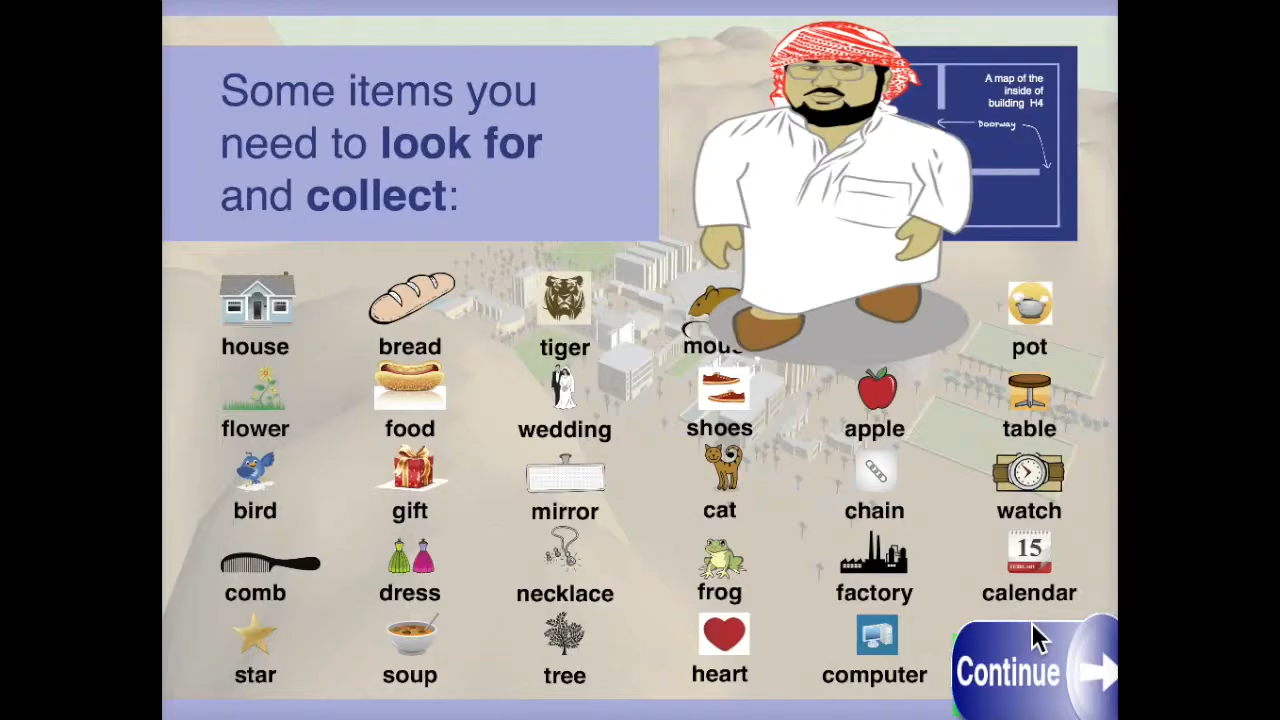 Some items you
need to look for
and collect:
A map of the
inside of
building H4
Doorway
house
bread
tiger
pot
flower
food
wedding
shoes
apple
table
bird
gift
mirror
cat
chain
watch
comb
dress
necklace
frog
factory
15
calendar
star
soup
tree
heart
computer
Continue